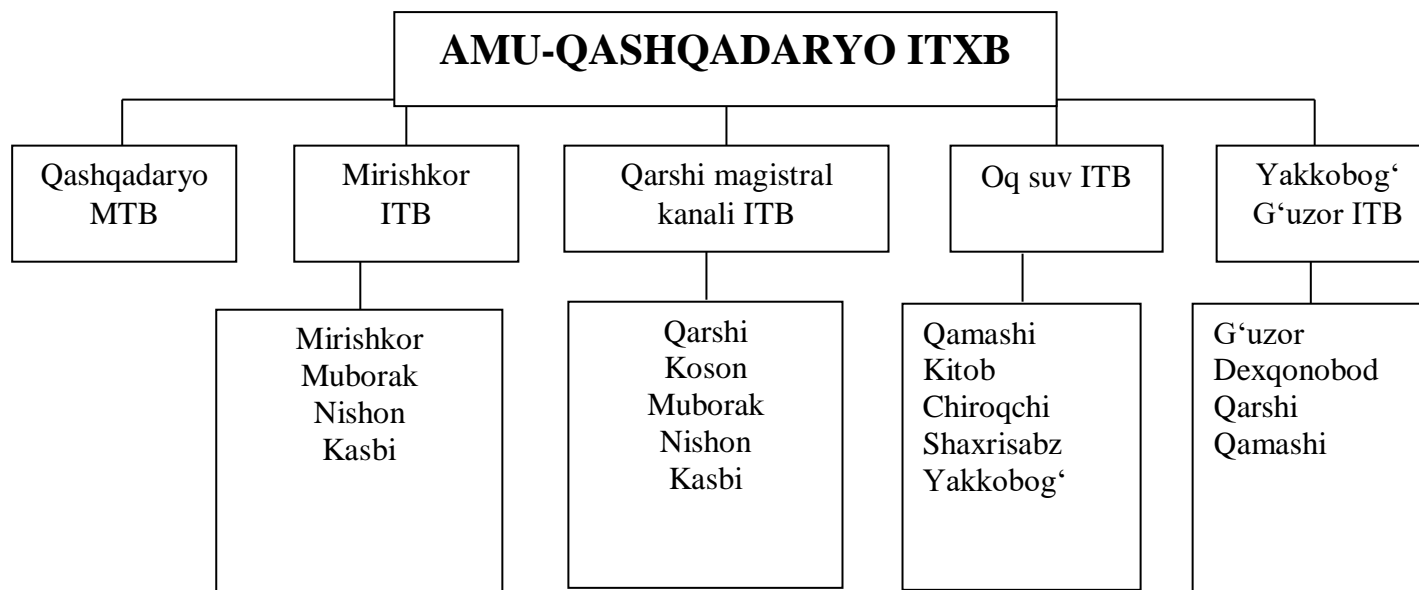 AMU-QASHQADARYO ITXB
Qashqadaryo
MTB
Mirishkor
ITB
Qarshi magistral
kanali ITB
Oq suv ITB
Yakkobog‘
G‘uzor ITB
Mirishkor
Muborak
Nishon
Kasbi
Qarshi
Koson
Muborak
Nishon
Kasbi
Qamashi
Kitob
Chiroqchi
Shaxrisabz
Yakkobog‘
G‘uzor
Dexqonobod
Qarshi
Qamashi